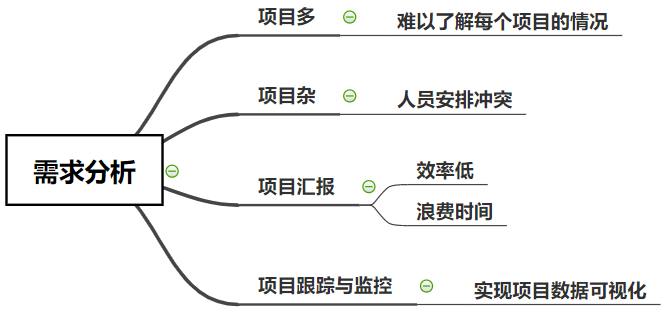 需求分析
项目多
难以了解每个项目的情况
项目杂
人员安排冲突
项目汇报
效率低
浪费时间
项目跟踪与监控
实现项目数据可视化